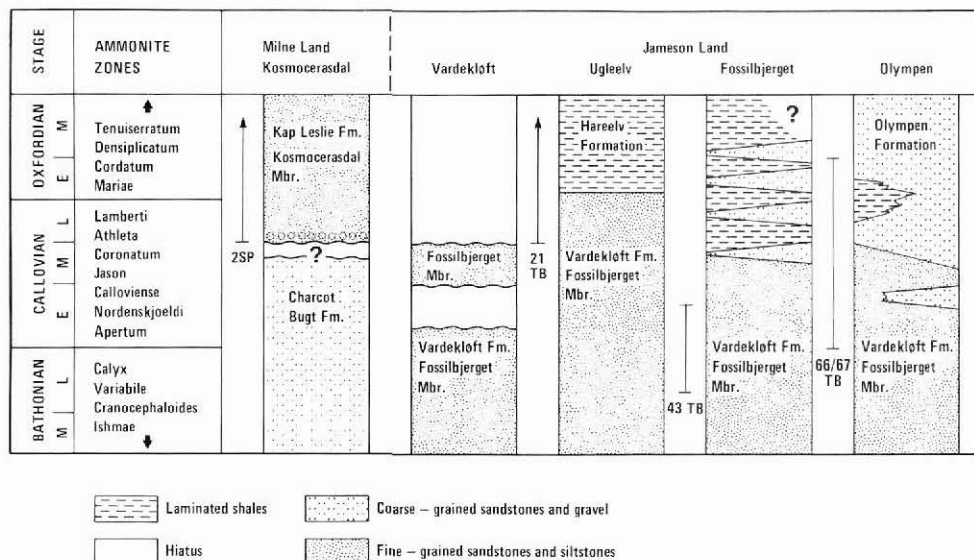 STAGE
AMMONITE
ZONES
Milne Land
Kosmocerasdal
Jameson Land
Vardekløft
Ugleelv
Fossilbjerget
Olympen
OXFORDIAN
M
E
Tenuiserratum
Densiplicatum
Cordatum
Mariae
CALLOVIAN
L
M
E
Lamberti
Athleta
Coronatum
Jason
Calloviense
Nordenskjoeldi
Apertum
BATHONIAN
L
M
Calyx
Variabile
Cranocephaloides
Ishmae
2SP
Kap Leslie Fm.
Kosmocerasdal
Mbr.
?
Charcot
Bugt Fm.
Fossilbjerget
Mbr.
Vardekløft Fm.
Fossilbjerget
Mbr.
21
TB
Hareelv
Formation
Vardekløft Fm.
Fossilbjerget
Mbr.
43 TB
?
Vardekløft Fm.
Fossilbjerget
Mbr.
66/67
TB
Olympen
Formation
Vardekløft Fm.
Fossilbjerget
Mbr.
Laminated shales
Coarse – grained sandstones and gravel
Hiatus
Fine – grained sandstones and siltstones